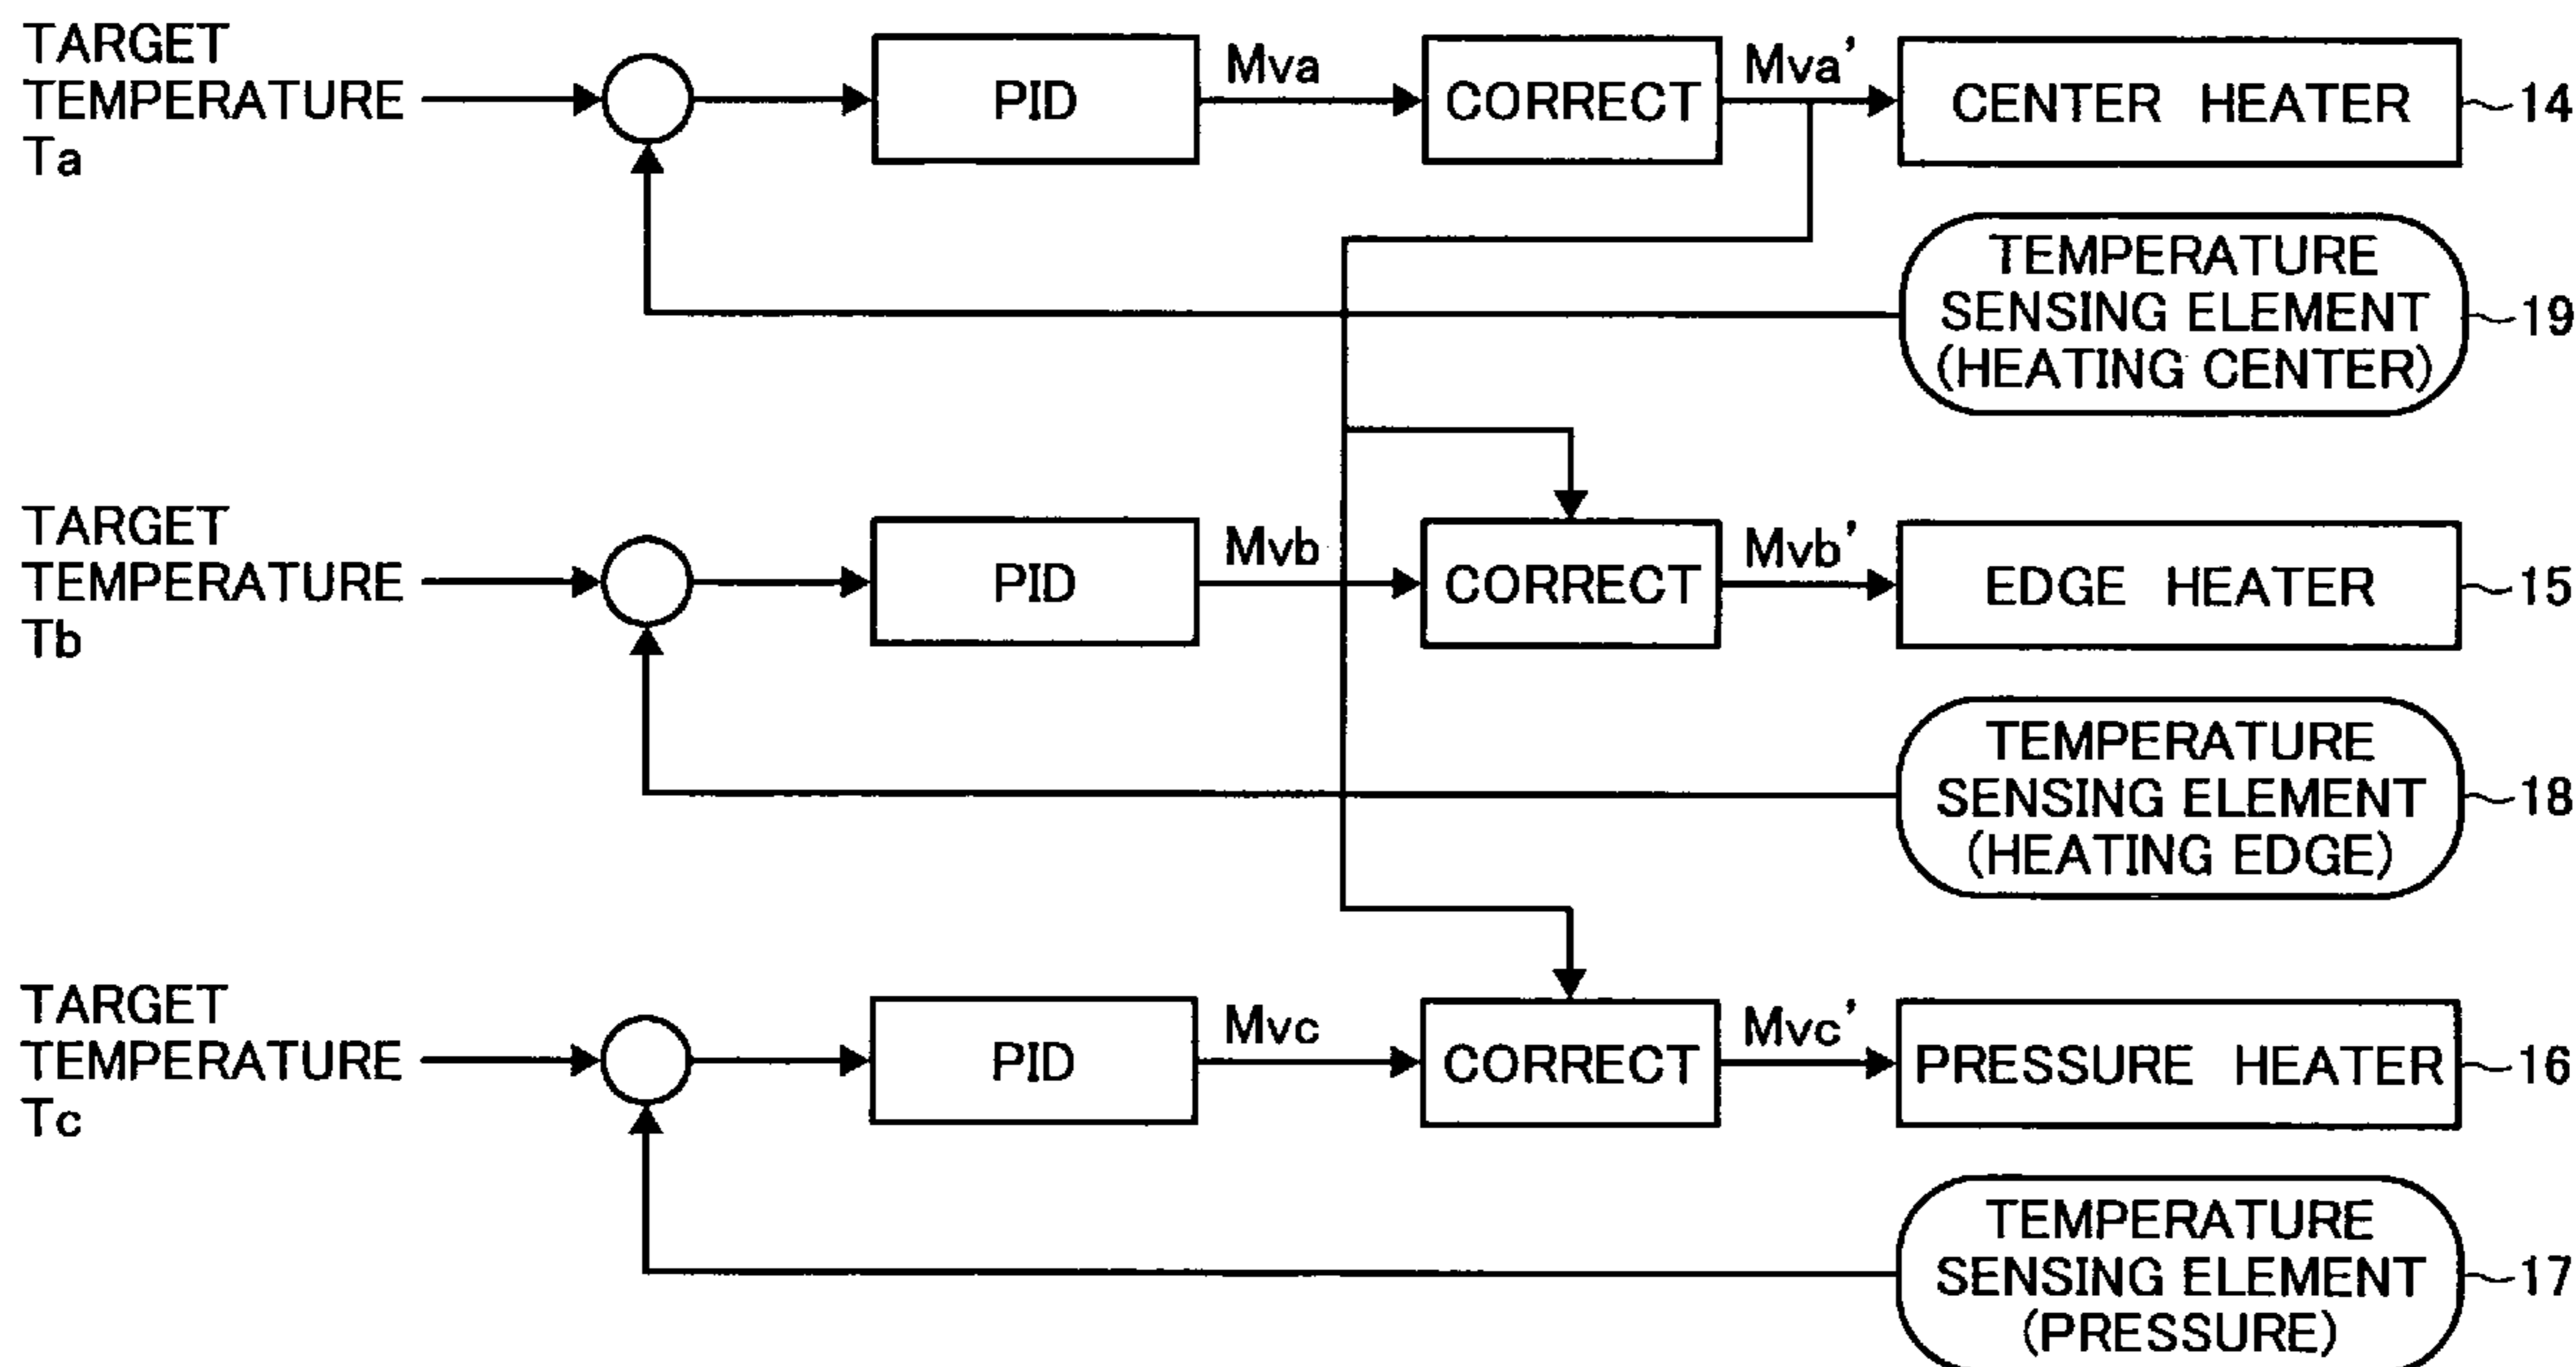 TARGET
TEMPERATURE
Ta
PID
Mva
CORRECT
Mva'
CENTER HEATER
14
TEMPERATURE
SENSING ELEMENT
(HEATING CENTER)
19
TARGET
TEMPERATURE
Tb
PID
Mvb
CORRECT
Mvb'
EDGE HEATER
15
TEMPERATURE
SENSING ELEMENT
(HEATING EDGE)
18
TARGET
TEMPERATURE
Tc
PID
Mvc
CORRECT
Mvc'
PRESSURE HEATER
16
TEMPERATURE
SENSING ELEMENT
(PRESSURE)
17